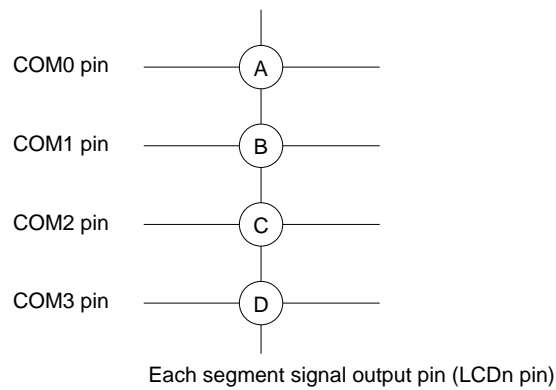 COM0 pin
A
COM1 pin
B
COM2 pin
C
COM3 pin
D
Each segment signal output pin (LCDn pin)